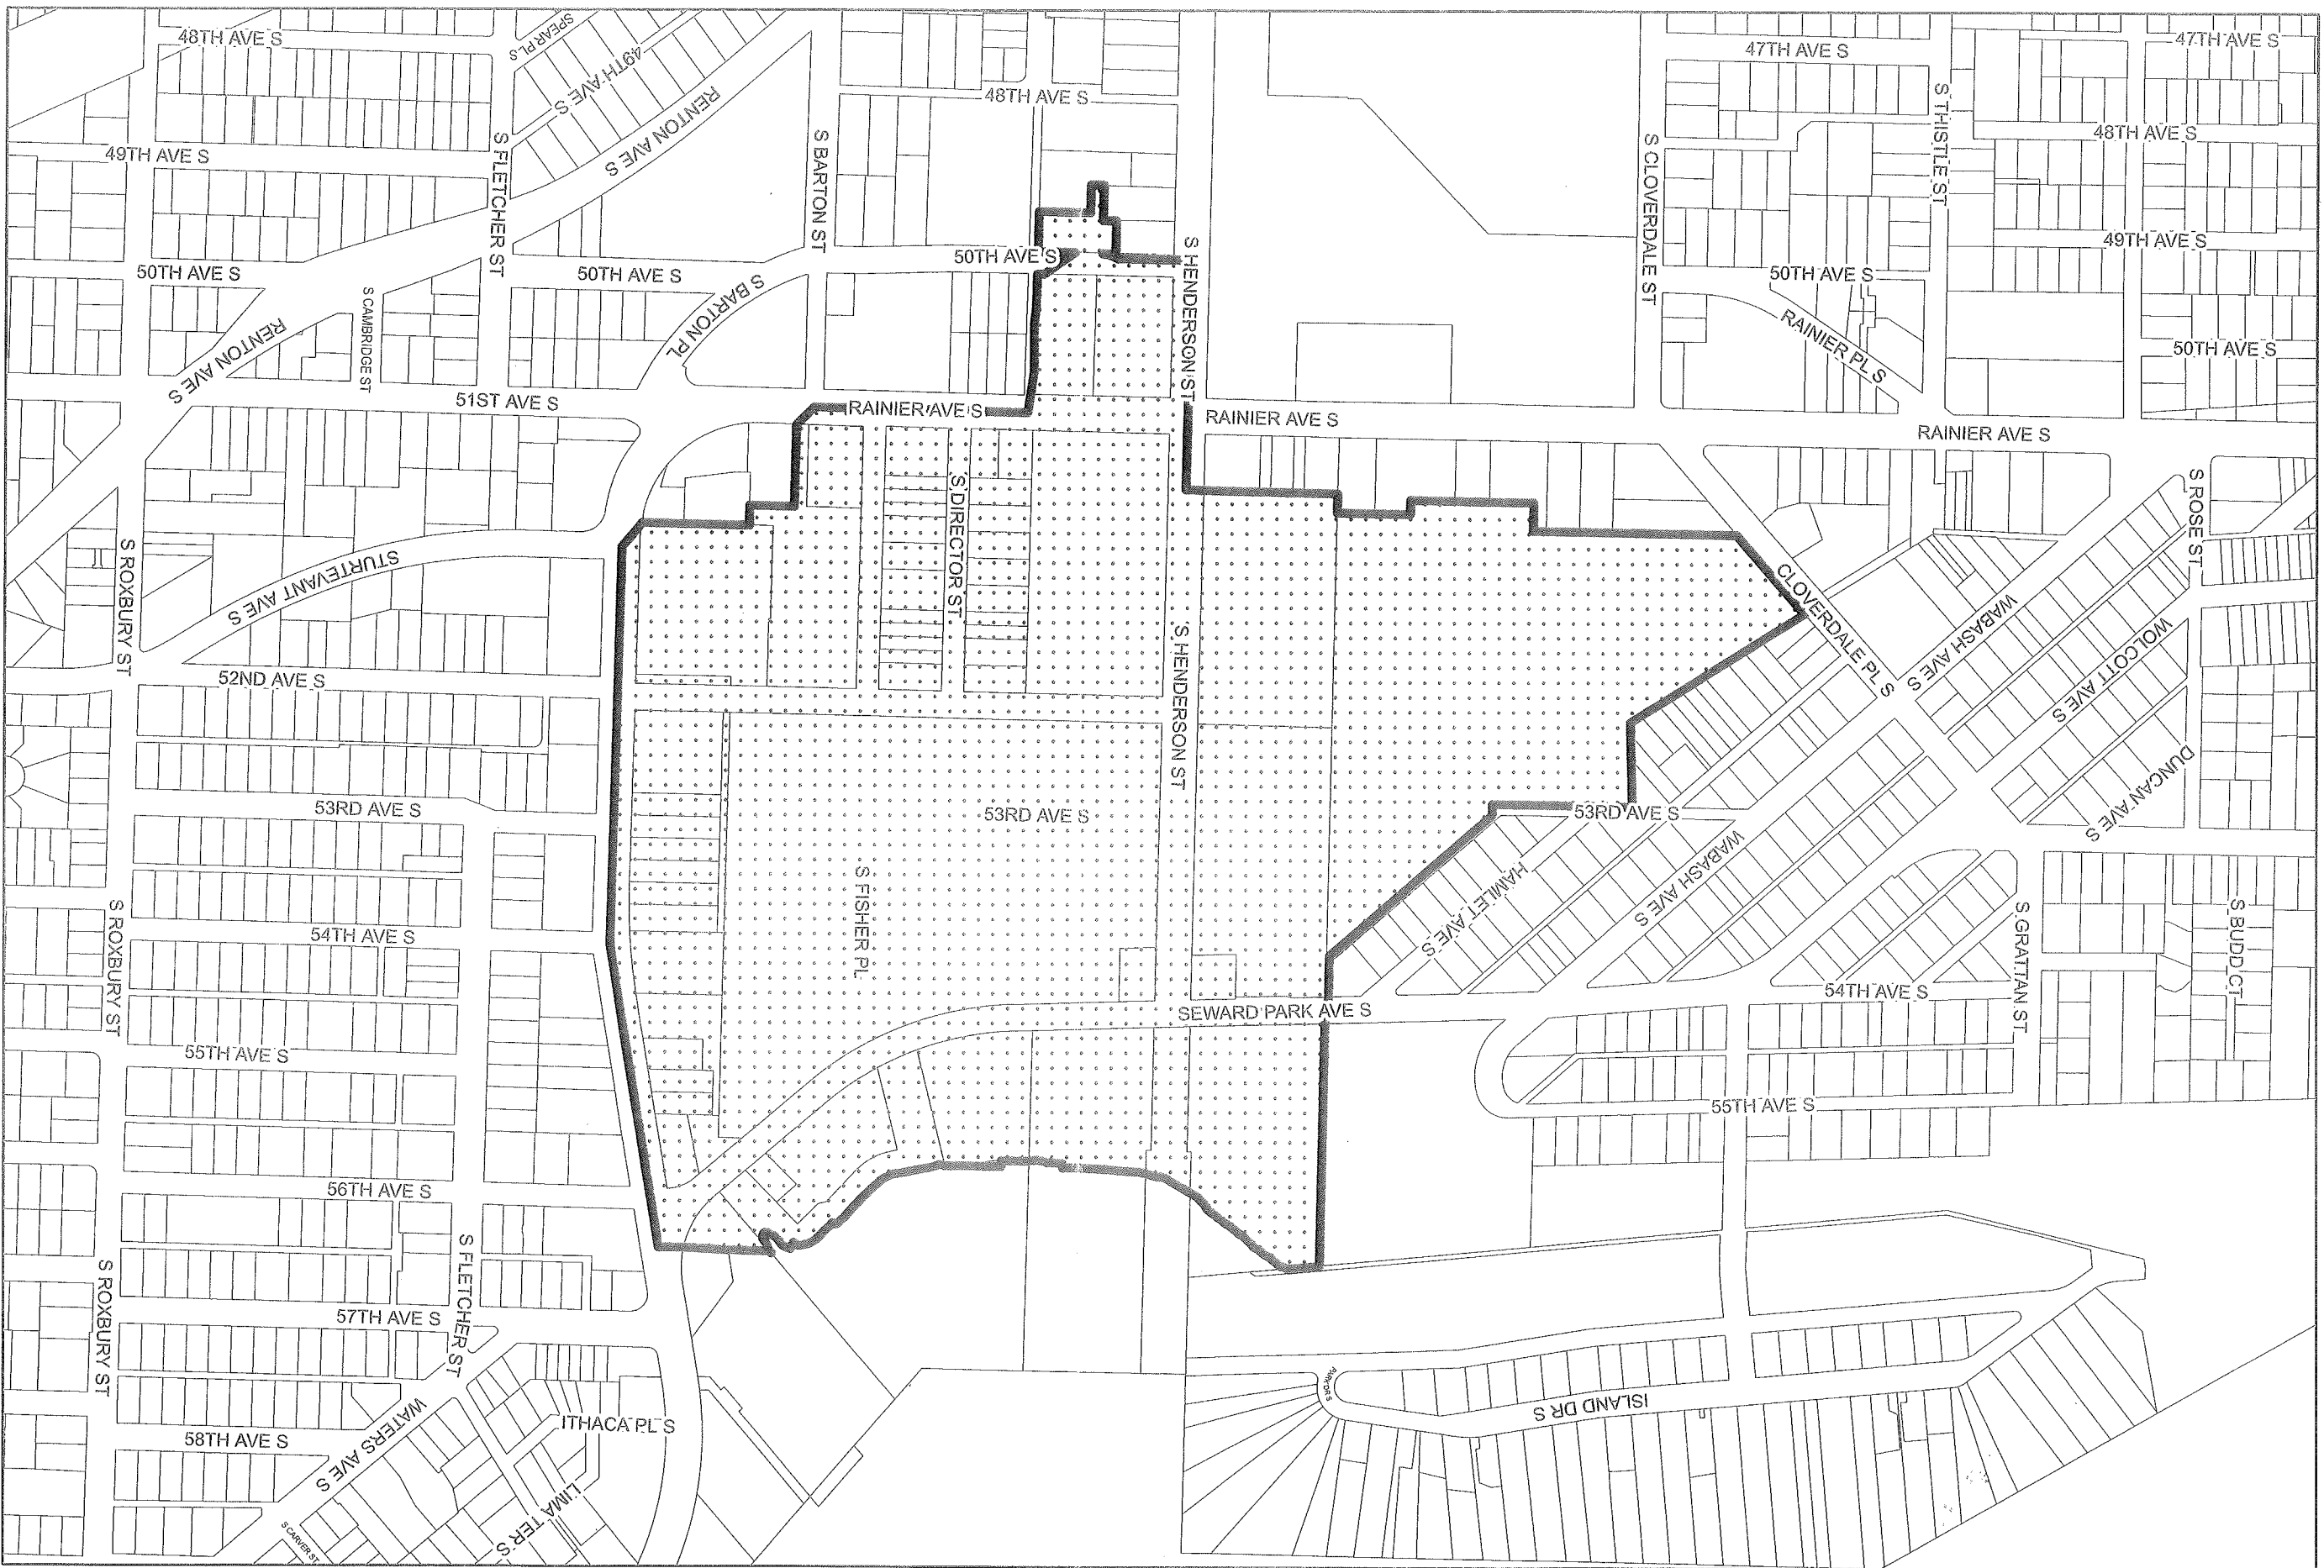 48TH AVE S
SPEAR PL S
49TH AVE S
RENTON AVE S
48TH AVE S
47TH AVE S
47TH AVE S
S THISTLE ST
48TH AVE S
49TH AVE S
S FLETCHER ST
S BARTON ST
S CLOVERDALE ST
49TH AVE S
50TH AVE S
50TH AVE S
50TH AVE S
S HENDERSON ST
50TH AVE S
S BARTON PL
S CAMBRIDGE ST
RENTON AVE S
RAINIER PL S
50TH AVE S
51ST AVE S
RAINIER AVE S
RAINIER AVE S
RAINIER AVE S
S DIRECTOR ST
S ROSE ST
S ROXBURY ST
STURTEVANT AVE S
CLOVERDALE PL S
WABASH AVE S
WOLCOTT AVE S
S HENDERSON ST
52ND AVE S
DUNCAN AVE S
53RD AVE S
53RD AVE S
53RD AVE S
WABASH AVE S
HAMLET AVE S
S FISHER PL
S ROXBURY ST
54TH AVE S
S GRATTAN ST
S BUDD CT
54TH AVE S
SEWARD PARK AVE S
55TH AVE S
55TH AVE S
56TH AVE S
S FLETCHER ST
S ROXBURY ST
57TH AVE S
PARK DR S
ISLAND DR S
WATERS AVE S
ITHACA PL S
58TH AVE S
LIMA TER S
S CARVER ST